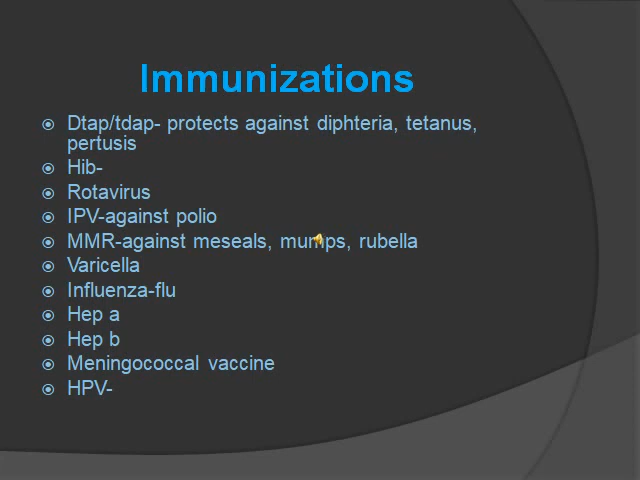 Immunizations
Dtap/tdap- protects against diphteria, tetanus,
pertusis
Hib-
Rotavirus
IPV-against polio
MMR-against meseals, mumps, rubella
Varicella
Influenza-flu
Hep a
Hep b
Meningococcal vaccine
HPV-